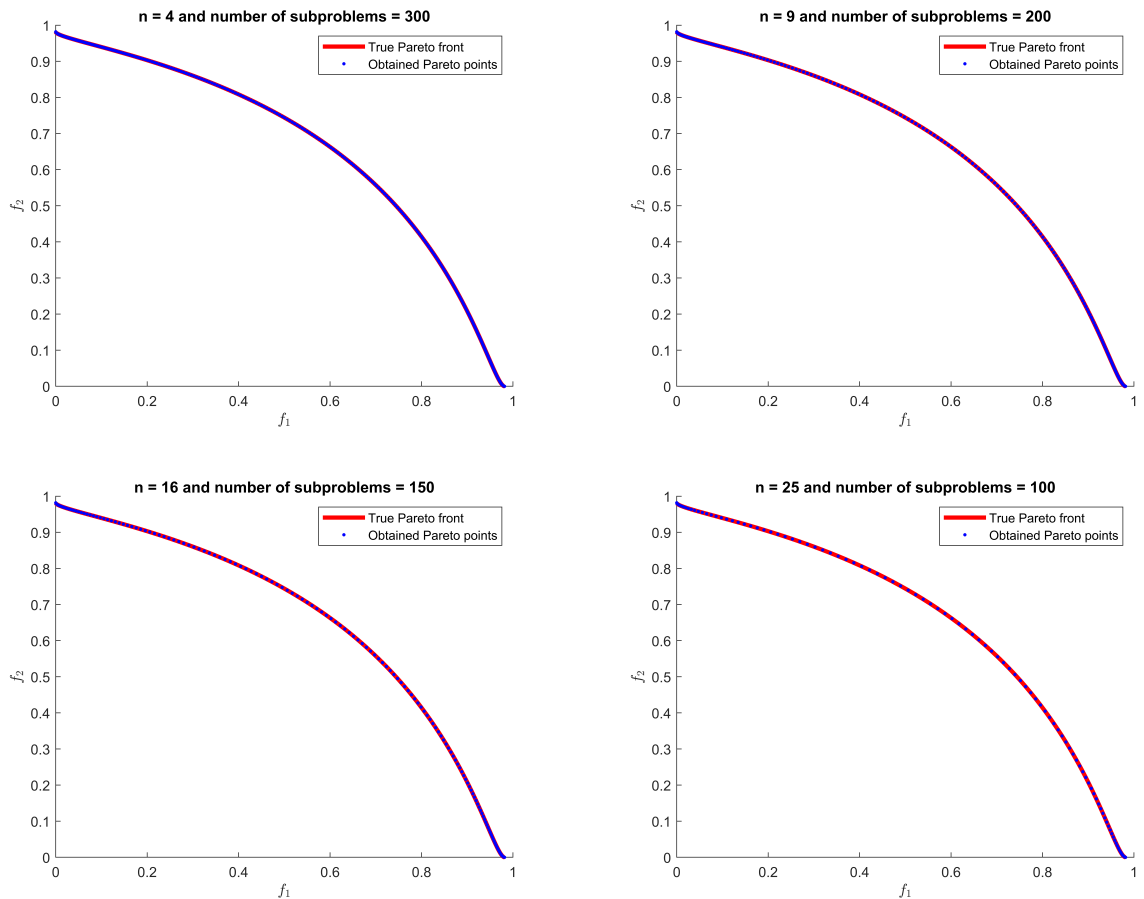 n = 4 and number of subproblems = 300
True Pareto front
Obtained Pareto points
1
0.9
0.8
0.7
0.6
0.5
0.4
0.3
0.2
0.1
0
f2
0 0.2 0.4 0.6 0.8 1
f1
n = 9 and number of subproblems = 200
True Pareto front
Obtained Pareto points
1
0.9
0.8
0.7
0.6
0.5
0.4
0.3
0.2
0.1
0
f2
0 0.2 0.4 0.6 0.8 1
f1
n = 16 and number of subproblems = 150
True Pareto front
Obtained Pareto points
1
0.9
0.8
0.7
0.6
0.5
0.4
0.3
0.2
0.1
0
f2
0 0.2 0.4 0.6 0.8 1
f1
n = 25 and number of subproblems = 100
True Pareto front
Obtained Pareto points
1
0.9
0.8
0.7
0.6
0.5
0.4
0.3
0.2
0.1
0
f2
0 0.2 0.4 0.6 0.8 1
f1